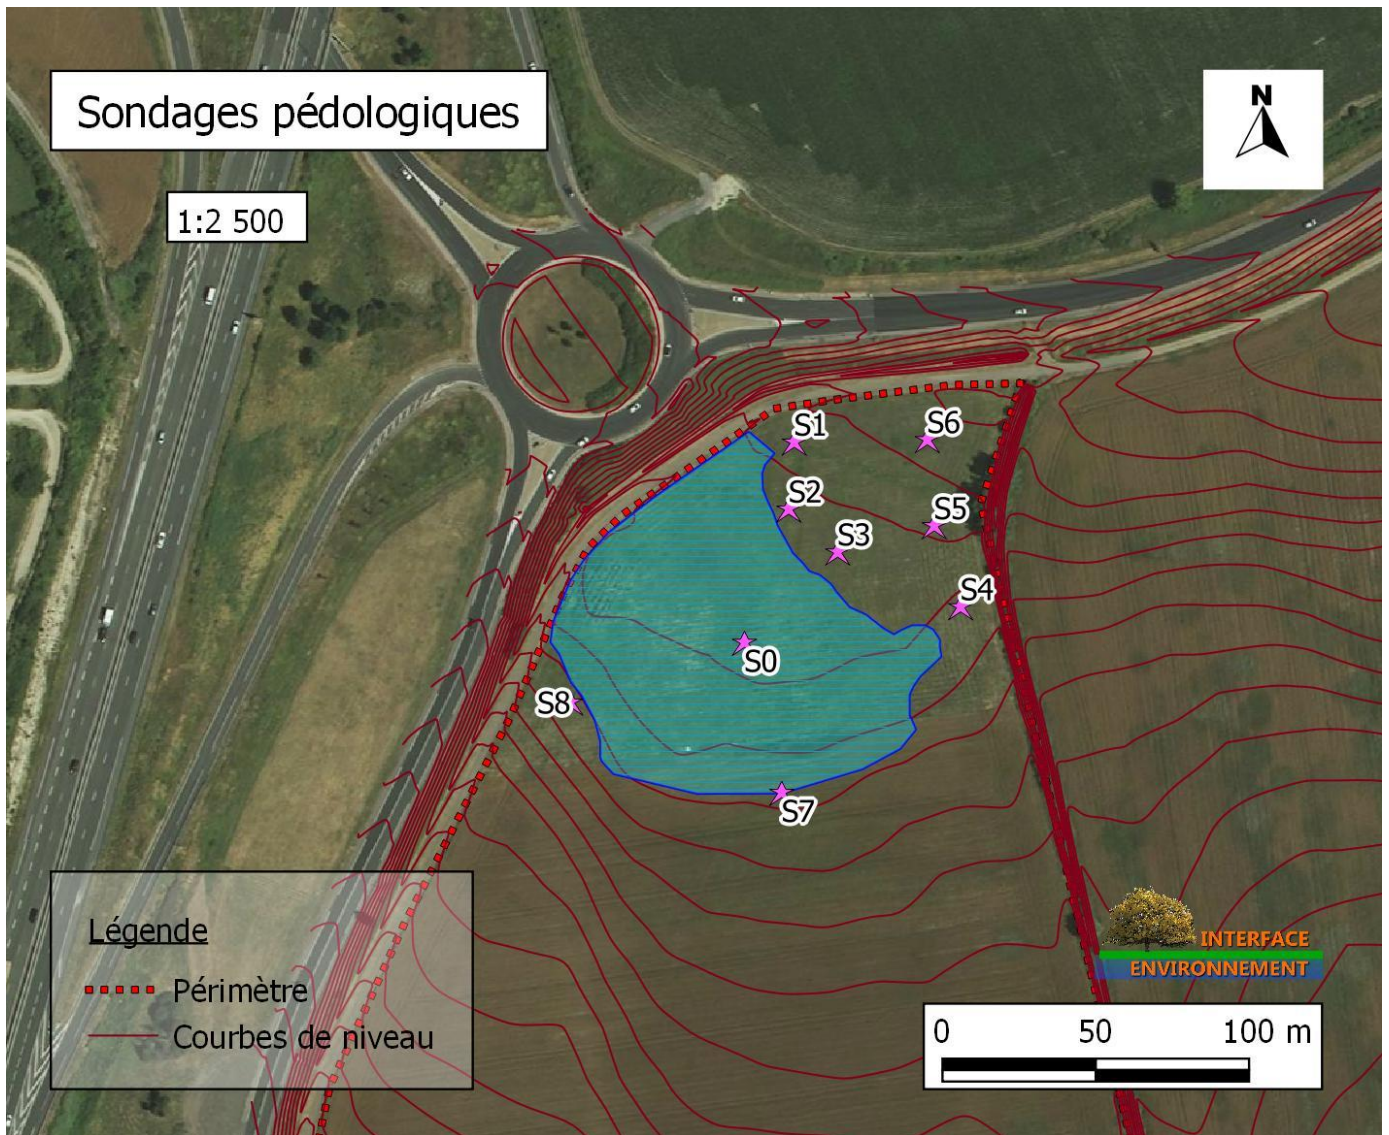 Sondages pédologiques
N
1:2 500
S1
S6
S2
S5
S3
S4
S0
S8
S7
Légende
Périmètre
Courbes de niveau
INTERFACE
ENVIRONNEMENT
0 50 100 m